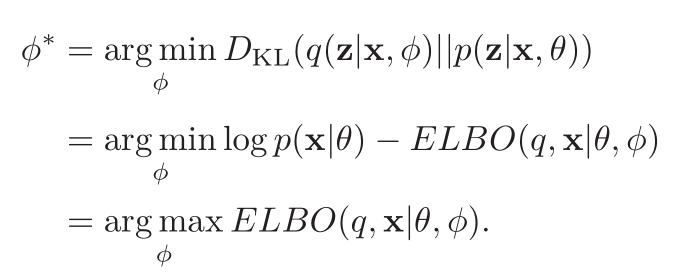 ϕ* = arg min_ϕ D_KL(q(𝐳|𝐱, ϕ)||p(𝐳|𝐱, θ))
= arg min_ϕ log p(𝐱|θ) − ELBO(q, 𝐱|θ, ϕ)
= arg max_ϕ ELBO(q, 𝐱|θ, ϕ).